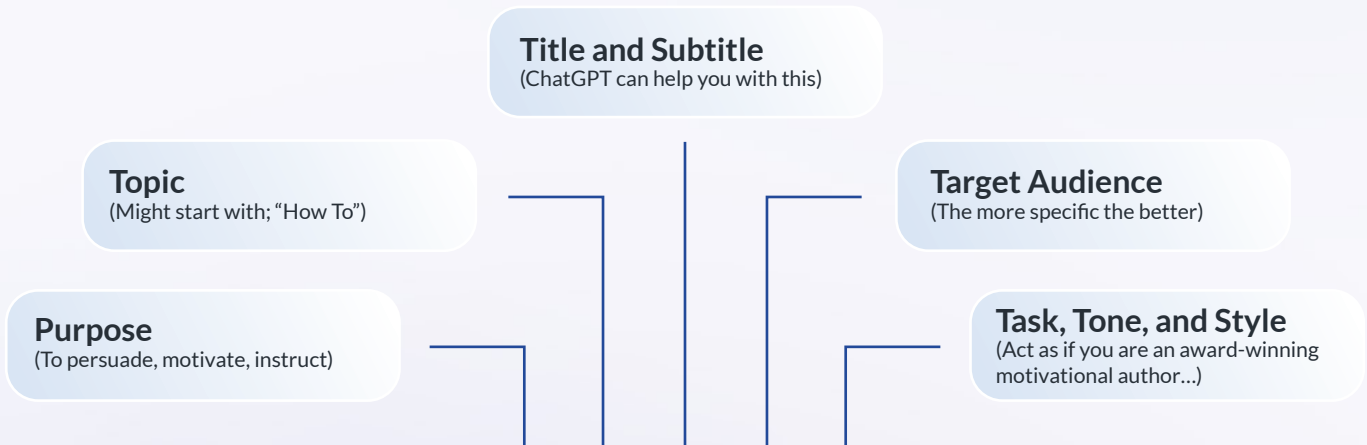 Title and Subtitle
(ChatGPT can help you with this)
Topic
(Might start with; “How To”)
Target Audience
(The more specific the better)
Purpose
(To persuade, motivate, instruct)
Task, Tone, and Style
(Act as if you are an award-winning
motivational author...)